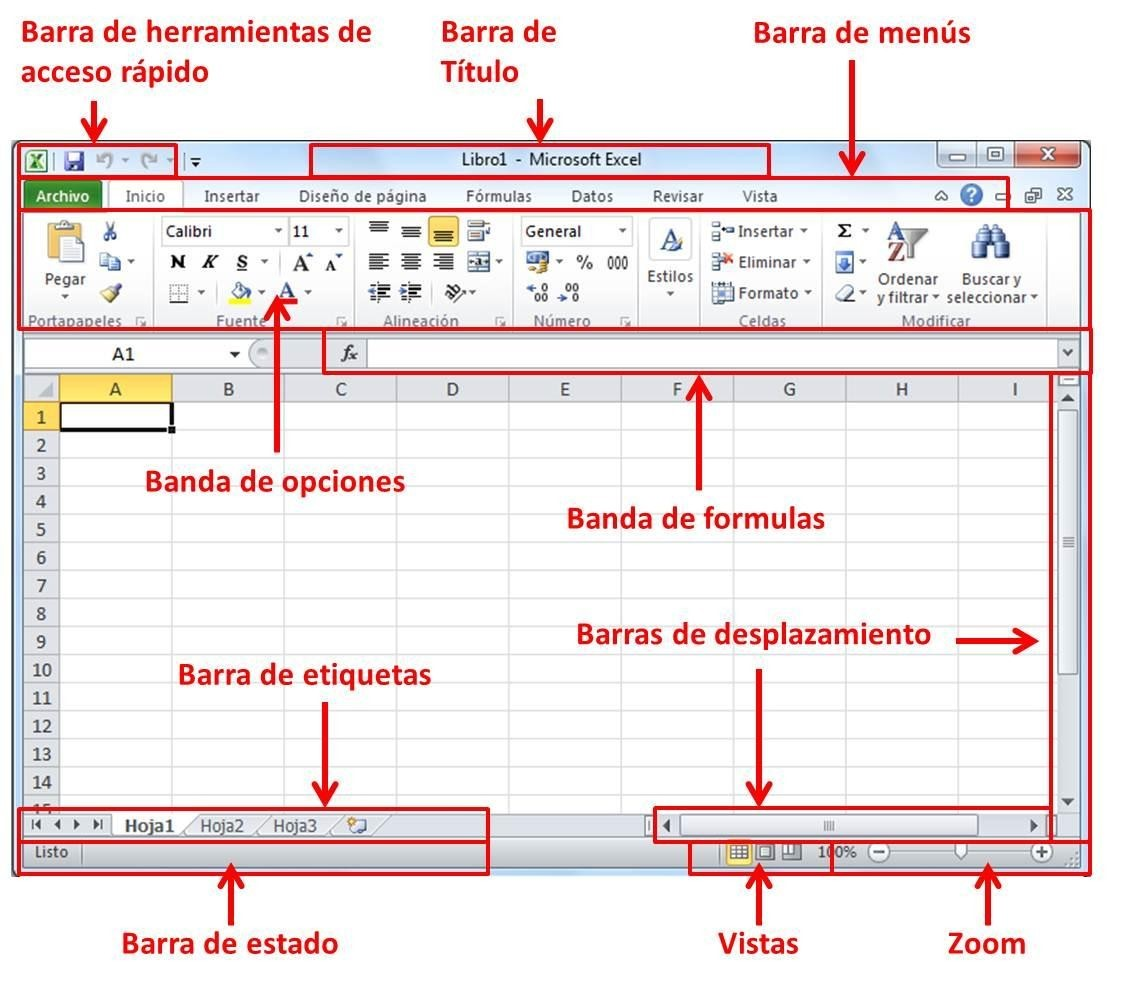 Barra de herramientas de
acceso rápido
Barra de
Título
Barra de menús
Libro1 - Microsoft Excel
Archivo Inicio Insertar Diseño de página Fórmulas Datos Revisar Vista
Calibri 11 General Insertar Σ
Pegar N K S A A % 000 Estilos Eliminar Ordenar y filtrar Buscar y seleccionar
A Formato
Portapapeles Fuente Alineación Número Celdas Modificar
A1 fx
A B C D E F G H I
1
2
3
Banda de opciones
4
Banda de formulas
5
6
7
8
9
Barras de desplazamiento
10
Barra de etiquetas
11
12
13
14
15
Hoja1 Hoja2 Hoja3
Listo 100%
Barra de estado Vistas Zoom